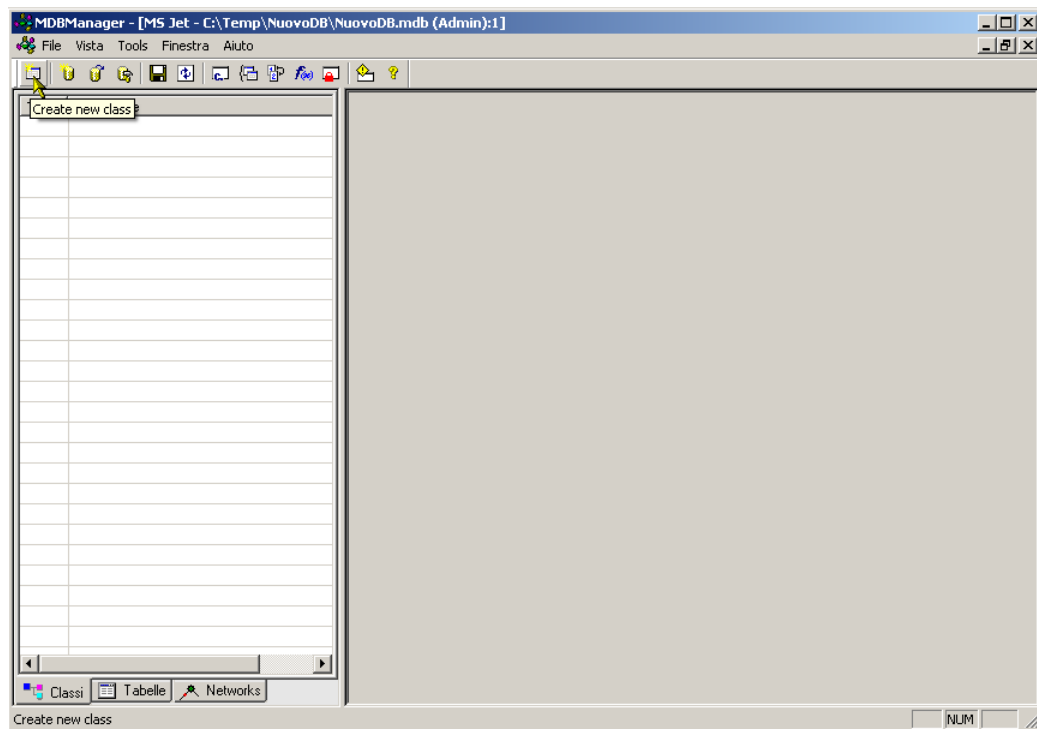 MDBManager - [MS Jet - C:\Temp\NuovoDB\NuovoDB.mdb (Admin):1]
File Vista Tools Finestra Aiuto
Create new class
Classi Tabelle Networks
Create new class NUM